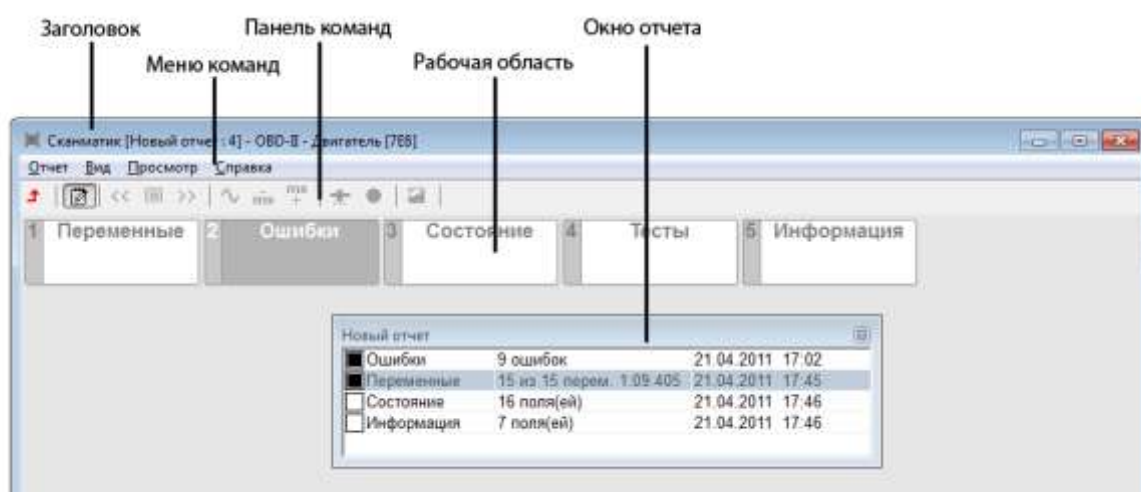 Заголовок Панель команд Окно отчета
Меню команд Рабочая область
Сканматик [Новый отчет: 4] - OBD-II - Двигатель [7E8]
Отчет Вид Просмотр Справка
1 Переменные 2 Ошибки 3 Состояние 4 Тесты 5 Информация
Новый отчет
Ошибки 9 ошибок 21.04.2011 17:02
Переменные 15 из 15 перем. 1:09.405 21.04.2011 17:45
Состояние 16 поля(ей) 21.04.2011 17:46
Информация 7 поля(ей) 21.04.2011 17:46